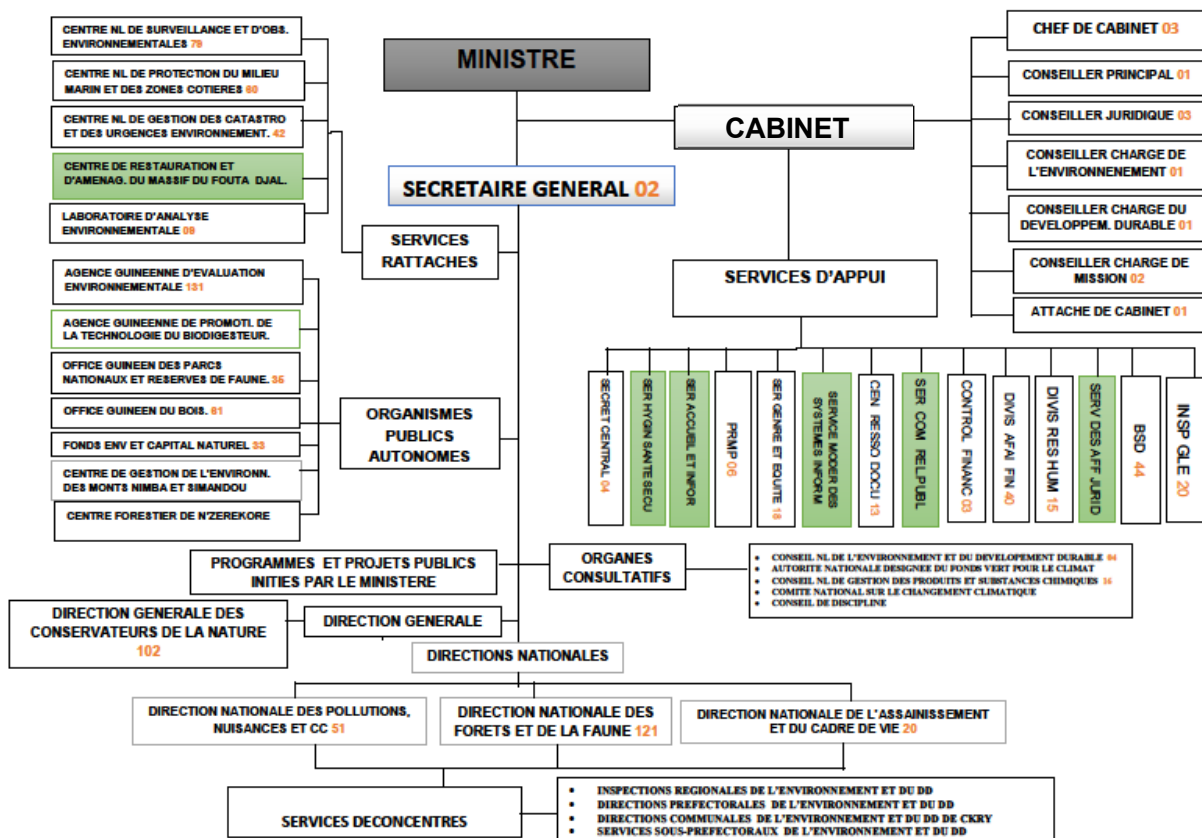 MINISTRE
CABINET
SECRETAIRE GENERAL 02
CHEF DE CABINET 03
CONSEILLER PRINCIPAL 01
CONSEILLER JURIDIQUE 03
CONSEILLER CHARGE DE
L'ENVIRONNENEMENT 01
CONSEILLER CHARGE DU
DEVELOPPEM. DURABLE 01
CONSEILLER CHARGE DE
MISSION 02
ATTACHE DE CABINET 01
CENTRE NL DE SURVEILLANCE ET D'OBS.
ENVIRONNEMENTALES 79
CENTRE NL DE PROTECTION DU MILIEU
MARIN ET DES ZONES COTIERES 60
CENTRE NL DE GESTION DES CATASTRO
ET DES URGENCES ENVIRONNEMENT. 42
CENTRE DE RESTAURATION ET
D'AMENAG. DU MASSIF DU FOUTA DJAL.
LABORATOIRE D'ANALYSE
ENVIRONNEMENTALE 09
SERVICES
RATTACHES
SERVICES D'APPUI
AGENCE GUINEENNE D'EVALUATION
ENVIRONNEMENTALE 131
AGENCE GUINEENNE DE PROMOTI. DE
LA TECHNOLOGIE DU BIODIGESTEUR.
OFFICE GUINEEN DES PARCS
NATIONAUX ET RESERVES DE FAUNE. 35
OFFICE GUINEEN DU BOIS. 61
FONDS ENV ET CAPITAL NATUREL 33
CENTRE DE GESTION DE L'ENVIRONN.
DES MONTS NIMBA ET SIMANDOU
CENTRE FORESTIER DE N'ZEREKORE
ORGANISMES
PUBLICS
AUTONOMES
SECRET CENTRAL 04
SER HYGIN SANTE SECU
SER ACCUEIL ET INFOR
PRMP 06
SER GENRE ET EQUITE 18
SERVICE MODER DES
SYSTEMES INFORM
CEN RESSO DOCU 13
SER COM REL.PUBL
CONTROL FINANC 03
DIVIS AFAI FIN 40
DIVIS RES HUM 15
SERV DES AFF JURID
BSD 44
INSP GLE 20
PROGRAMMES ET PROJETS PUBLICS
INITIES PAR LE MINISTERE
ORGANES
CONSULTATIFS
• CONSEIL NL DE L'ENVIRONNEMENT ET DU DEVELOPEMENT DURABLE 04
• AUTORITE NATIONALE DESIGNEE DU FONDS VERT POUR LE CLIMAT
• CONSEIL NL DE GESTION DES PRODUITS ET SUBSTANCES CHIMIQUES 16
• COMITE NATIONAL SUR LE CHANGEMENT CLIMATIQUE
• CONSEIL DE DISCIPLINE
DIRECTION GENERALE DES
CONSERVATEURS DE LA NATURE
102
DIRECTION GENERALE
DIRECTIONS NATIONALES
DIRECTION NATIONALE DES POLLUTIONS,
NUISANCES ET CC 51
DIRECTION NATIONALE DES
FORETS ET DE LA FAUNE 121
DIRECTION NATIONALE DE L'ASSAINISSEMENT
ET DU CADRE DE VIE 20
SERVICES DECONCENTRES
• INSPECTIONS REGIONALES DE L'ENVIRONNEMENT ET DU DD
• DIRECTIONS PREFECTORALES DE L'ENVIRONNEMENT ET DU DD
• DIRECTIONS COMMUNALES DE L'ENVIRONNEMENT ET DU DD DE CKRY
• SERVICES SOUS-PREFECTORAUX DE L'ENVIRONNEMENT ET DU DD